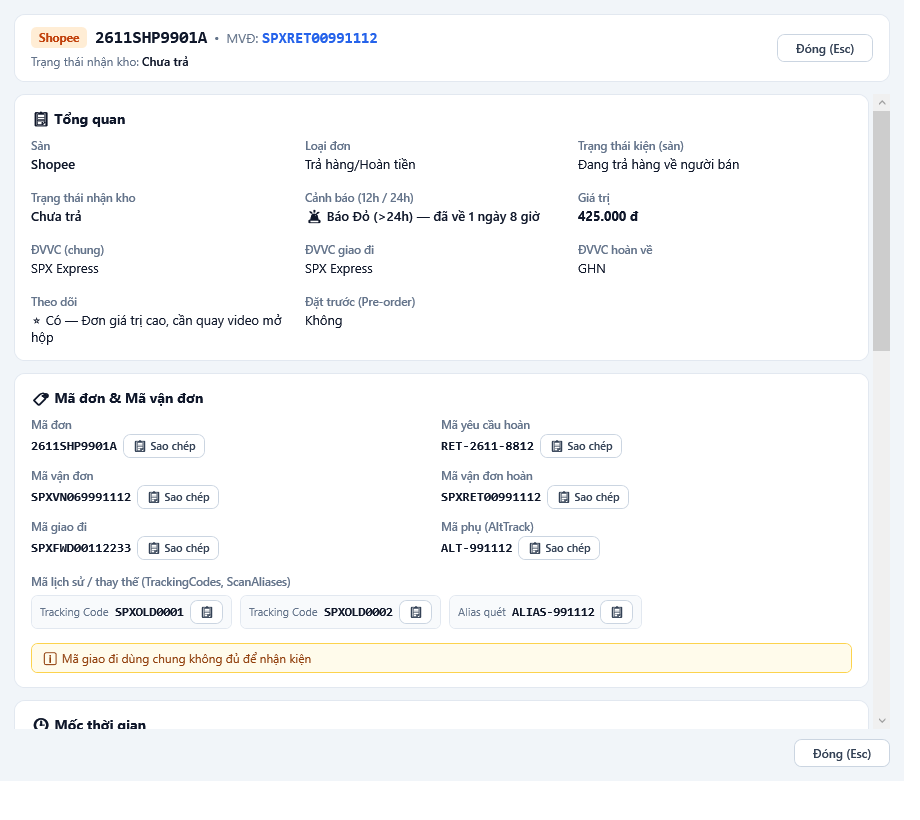 Shopee 2611SHP9901A • MVĐ: SPXRET00991112
Trạng thái nhận kho: Chưa trả
Đóng (Esc)
Tổng quan
Sàn
Shopee
Loại đơn
Trả hàng/Hoàn tiền
Trạng thái kiện (sàn)
Đang trả hàng về người bán
Trạng thái nhận kho
Chưa trả
Cảnh báo (12h / 24h)
Báo Đỏ (>24h) — đã về 1 ngày 8 giờ
Giá trị
425.000 đ
ĐVVC (chung)
SPX Express
ĐVVC giao đi
SPX Express
ĐVVC hoàn về
GHN
Theo dõi
⭐ Có — Đơn giá trị cao, cần quay video mở
hộp
Đặt trước (Pre-order)
Không
Mã đơn & Mã vận đơn
Mã đơn
2611SHP9901A Sao chép
Mã yêu cầu hoàn
RET-2611-8812 Sao chép
Mã vận đơn
SPXVN069991112 Sao chép
Mã vận đơn hoàn
SPXRET00991112 Sao chép
Mã giao đi
SPXFWD00112233 Sao chép
Mã phụ (AltTrack)
ALT-991112 Sao chép
Mã lịch sử / thay thế (TrackingCodes, ScanAliases)
Tracking Code SPXOLD0001
Tracking Code SPXOLD0002
Alias quét ALIAS-991112
Mã giao đi dùng chung không đủ để nhận kiện
Mốc thời gian
Đóng (Esc)